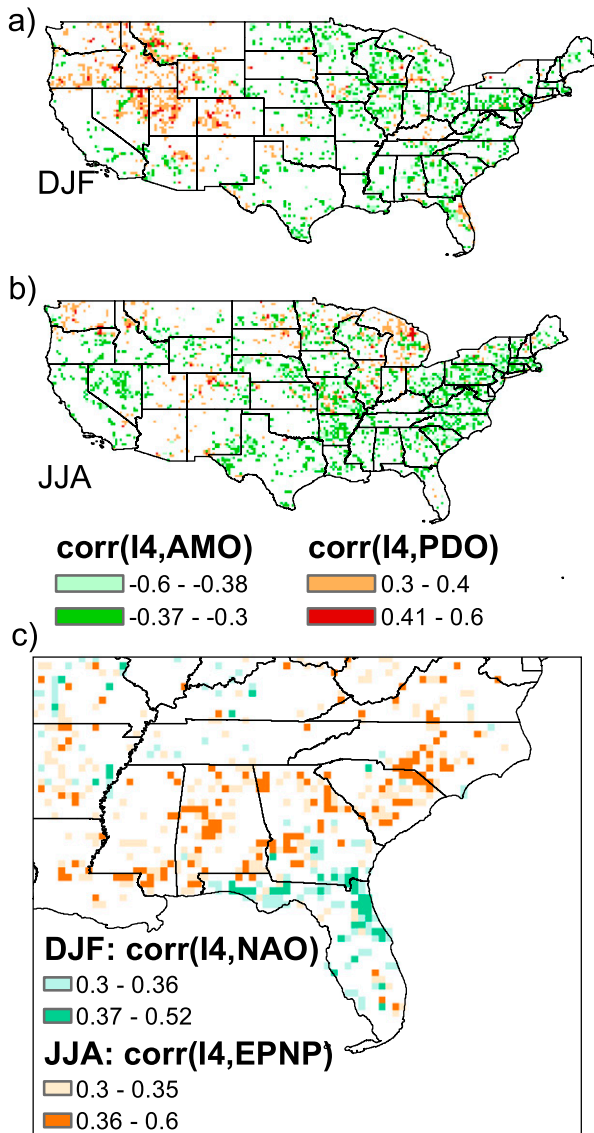 a)
DJF
b)
JJA
corr(I4,AMO) corr(I4,PDO)
-0.6 - -0.38 0.3 - 0.4
-0.37 - -0.3 0.41 - 0.6
c)
DJF: corr(I4,NAO)
0.3 - 0.36
0.37 - 0.52
JJA: corr(I4,EPNP)
0.3 - 0.35
0.36 - 0.6